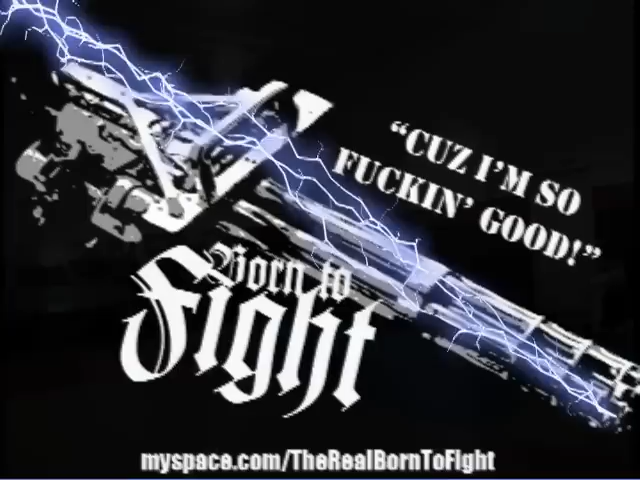 “CUZ I’M SO
FUCKIN’ GOOD!”
Born to
Fight
myspace.com/TheRealBornToFight